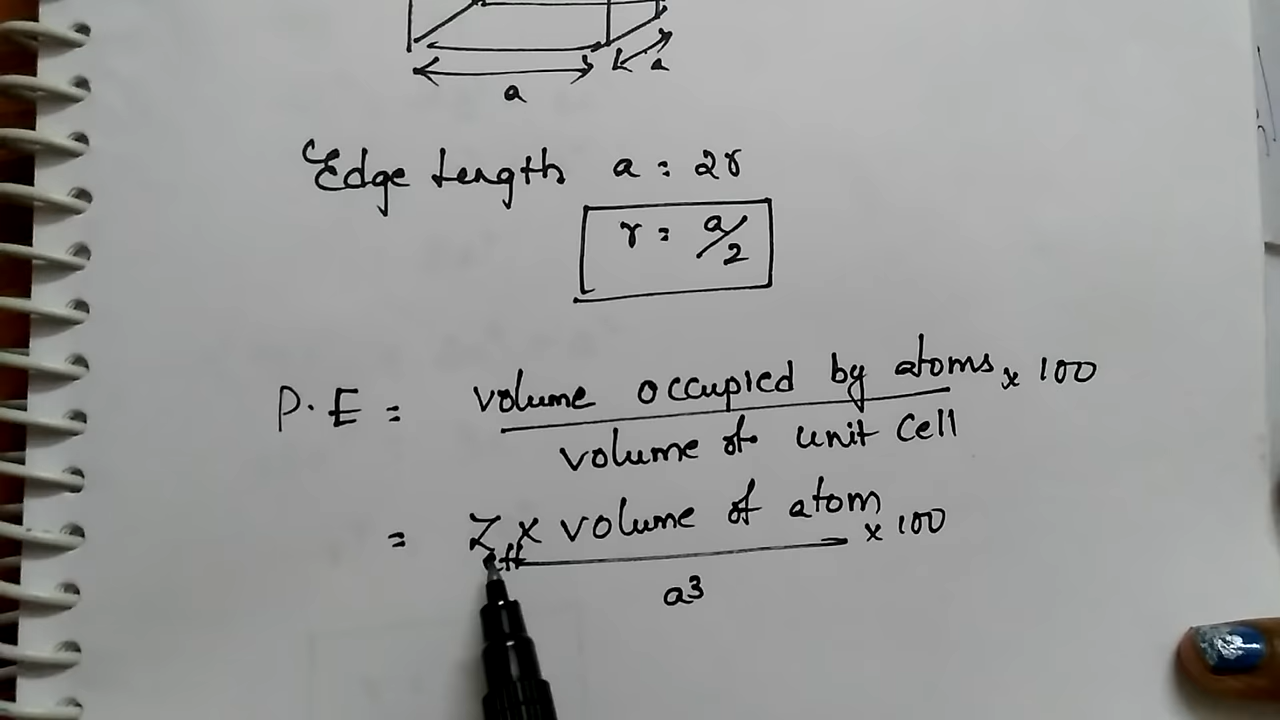 a
a
Edge Length a = 2r
r = a/2
P.E = volume occupied by atoms × 100
volume of unit cell
= Zeff × volume of atom × 100
a³